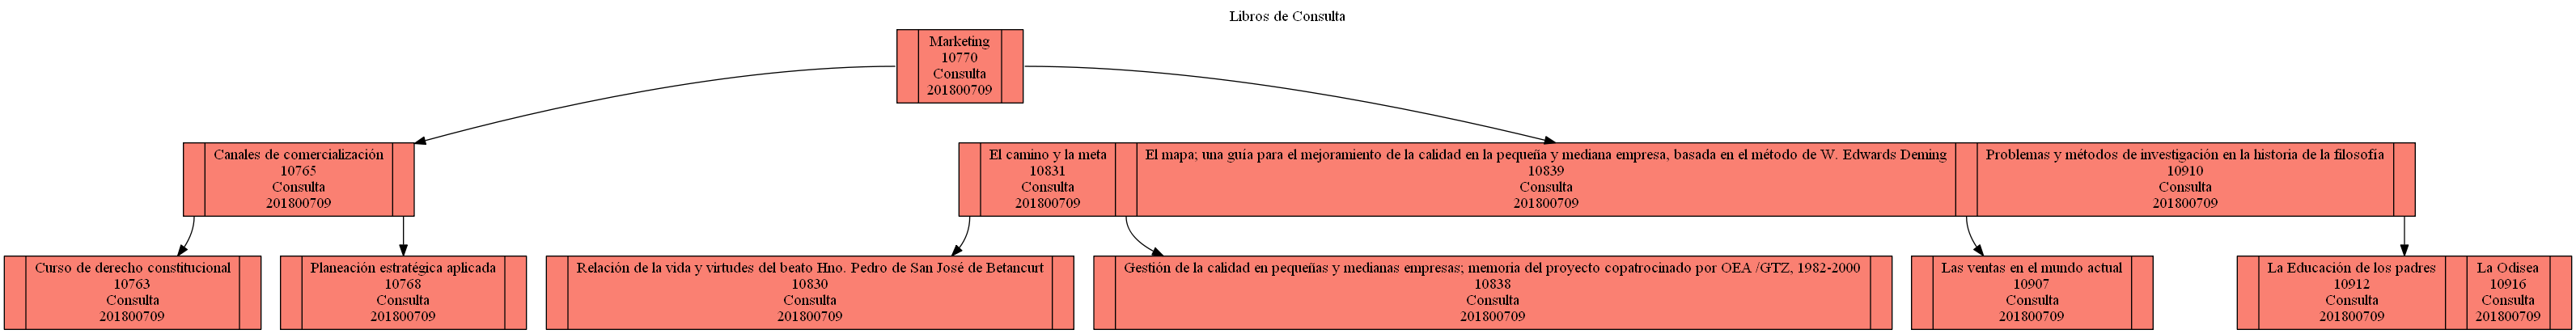 Libros de Consulta
Marketing
10770
Consulta
201800709
Canales de comercialización
10765
Consulta
201800709
El camino y la meta
10831
Consulta
201800709
El mapa; una guía para el mejoramiento de la calidad en la pequeña y mediana empresa, basada en el método de W. Edwards Deming
10839
Consulta
201800709
Problemas y métodos de investigación en la historia de la filosofía
10910
Consulta
201800709
Curso de derecho constitucional
10763
Consulta
201800709
Planeación estratégica aplicada
10768
Consulta
201800709
Relación de la vida y virtudes del beato Hno. Pedro de San José de Betancurt
10830
Consulta
201800709
Gestión de la calidad en pequeñas y medianas empresas; memoria del proyecto copatrocinado por OEA /GTZ, 1982-2000
10838
Consulta
201800709
Las ventas en el mundo actual
10907
Consulta
201800709
La Educación de los padres
10912
Consulta
201800709
La Odisea
10916
Consulta
201800709